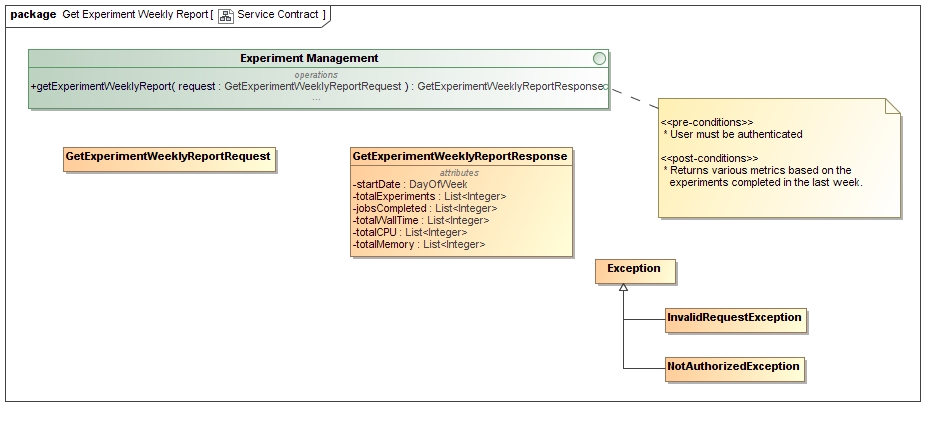 package Get Experiment Weekly Report [ Service Contract ]
Experiment Management
operations
+getExperimentWeeklyReport( request : GetExperimentWeeklyReportRequest ) : GetExperimentWeeklyReportResponse
...
<<pre-conditions>>
* User must be authenticated
<<post-conditions>>
* Returns various metrics based on the
experiments completed in the last week.
GetExperimentWeeklyReportRequest
GetExperimentWeeklyReportResponse
attributes
-startDate : DayOfWeek
-totalExperiments : List<Integer>
-jobsCompleted : List<Integer>
-totalWallTime : List<Integer>
-totalCPU : List<Integer>
-totalMemory : List<Integer>
Exception
InvalidRequestException
NotAuthorizedException